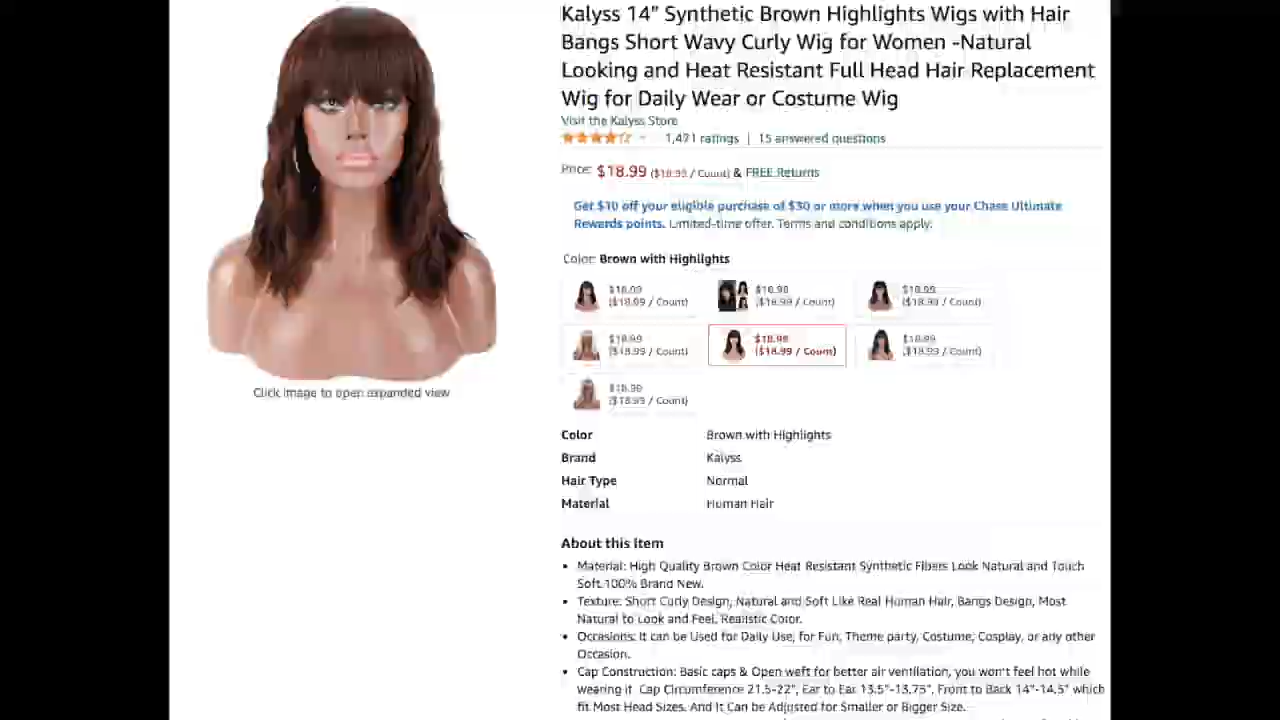 Kalyss 14” Synthetic Brown Highlights Wigs with Hair
Bangs Short Wavy Curly Wig for Women -Natural
Looking and Heat Resistant Full Head Hair Replacement
Wig for Daily Wear or Costume Wig
Visit the Kalyss Store
1,471 ratings | 15 answered questions
Price: $18.99 ($18.99 / Count) & FREE Returns
Get $10 off your eligible purchase of $30 or more when you use your Chase Ultimate
Rewards points. Limited-time offer. Terms and conditions apply.
Color: Brown with Highlights
$18.99 $18.99 $18.99
($18.99 / Count) ($18.99 / Count) ($18.99 / Count)
$18.99 $18.99 $18.99
($18.99 / Count) ($18.99 / Count) ($18.99 / Count)
$18.99
($18.99 / Count)
Click image to open expanded view
Color Brown with Highlights
Brand Kalyss
Hair Type Normal
Material Human Hair
About this item
• Material: High Quality Brown Color Heat Resistant Synthetic Fibers Look Natural and Touch
Soft.100% Brand New.
• Texture: Short Curly Design, Natural and Soft Like Real Human Hair, Bangs Design, Most
Natural to Look and Feel, Realistic Color.
• Occasions: It can be Used for Daily Use, for Fun, Theme party, Costume, Cosplay, or any other
Occasion.
• Cap Construction: Basic caps & Open weft for better air ventilation, you won't feel hot while
wearing it Cap Circumference 21.5-22", Ear to Ear 13.5"-13.75", Front to Back 14"-14.5" which
fit Most Head Sizes. And It Can be Adjusted for Smaller or Bigger Size.